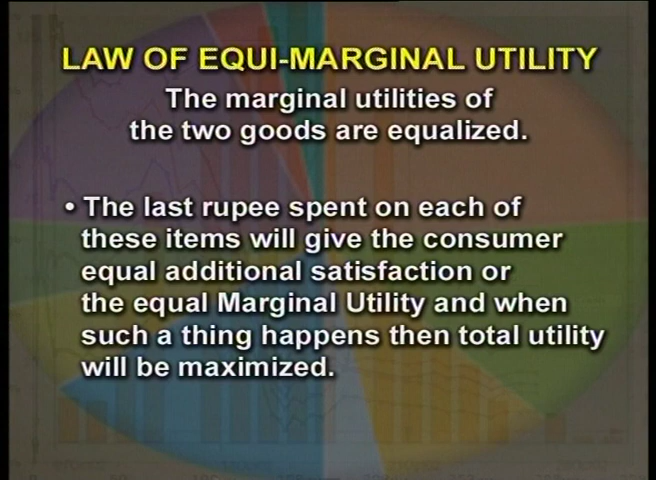 LAW OF EQUI-MARGINAL UTILITY
The marginal utilities of
the two goods are equalized.
• The last rupee spent on each of
these items will give the consumer
equal additional satisfaction or
the equal Marginal Utility and when
such a thing happens then total utility
will be maximized.